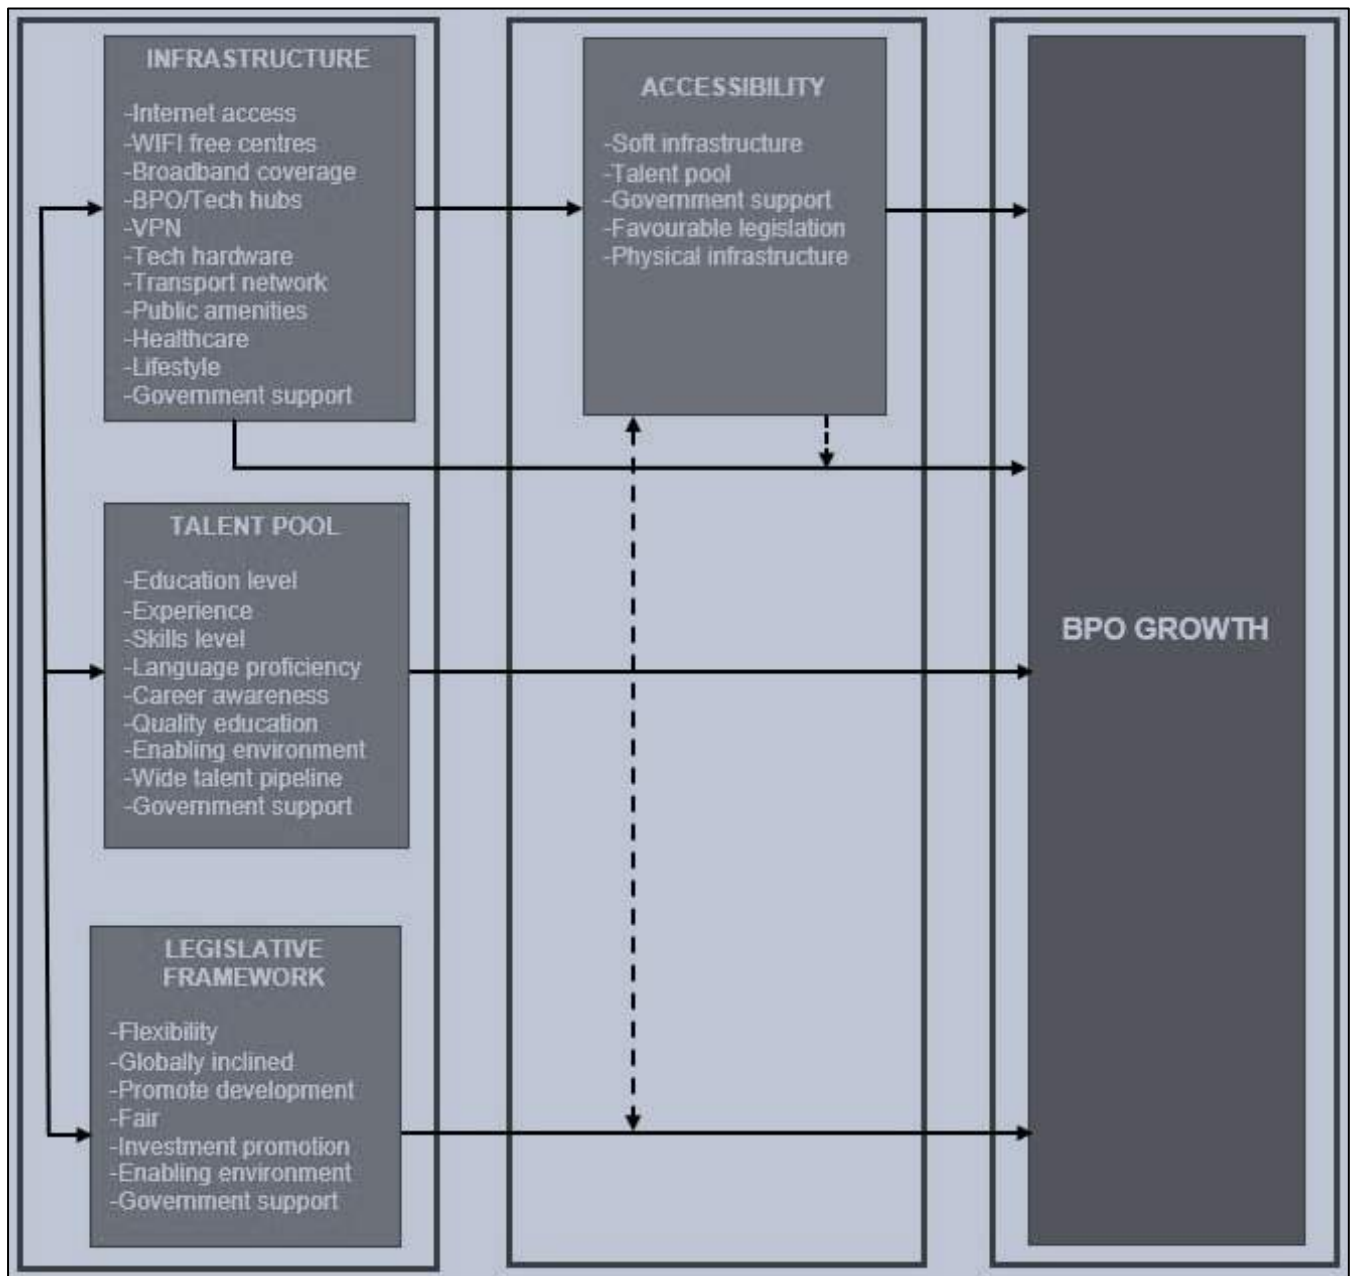 INFRASTRUCTURE
-Internet access
-WIFI free centres
-Broadband coverage
-BPO/Tech hubs
-VPN
-Tech hardware
-Transport network
-Public amenities
-Healthcare
-Lifestyle
-Government support
TALENT POOL
-Education level
-Experience
-Skills level
-Language proficiency
-Career awareness
-Quality education
-Enabling environment
-Wide talent pipeline
-Government support
LEGISLATIVE
FRAMEWORK
-Flexibility
-Globally inclined
-Promote development
-Fair
-Investment promotion
-Enabling environment
-Government support
ACCESSIBILITY
-Soft infrastructure
-Talent pool
-Government support
-Favourable legislation
-Physical infrastructure
BPO GROWTH